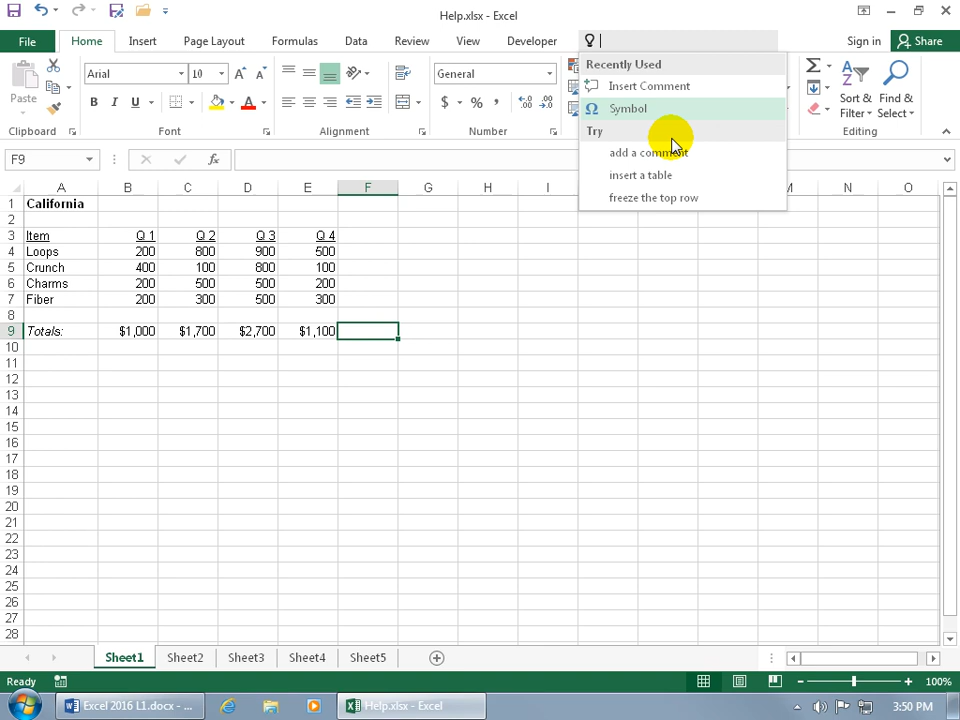 Help.xlsx - Excel
File Home Insert Page Layout Formulas Data Review View Developer Sign in Share
Recently Used
Insert Comment
Symbol
Try
add a comment
insert a table
freeze the top row
Paste
Arial 10
B I U A
General
$ % ,
Sort & Filter
Find & Select
Clipboard Font Alignment Number Editing
F9 fx
A B C D E F G H I M N O
1 California
2
3 Item Q 1 Q 2 Q 3 Q 4
4 Loops 200 800 900 500
5 Crunch 400 100 800 100
6 Charms 200 500 500 200
7 Fiber 200 300 500 300
8
9 Totals: $1,000 $1,700 $2,700 $1,100
10
11
12
13
14
15
16
17
18
19
20
21
22
23
24
25
26
27
28
Sheet1 Sheet2 Sheet3 Sheet4 Sheet5
Ready 100%
Excel 2016 L1.docx - ... Help.xlsx - Excel 3:50 PM